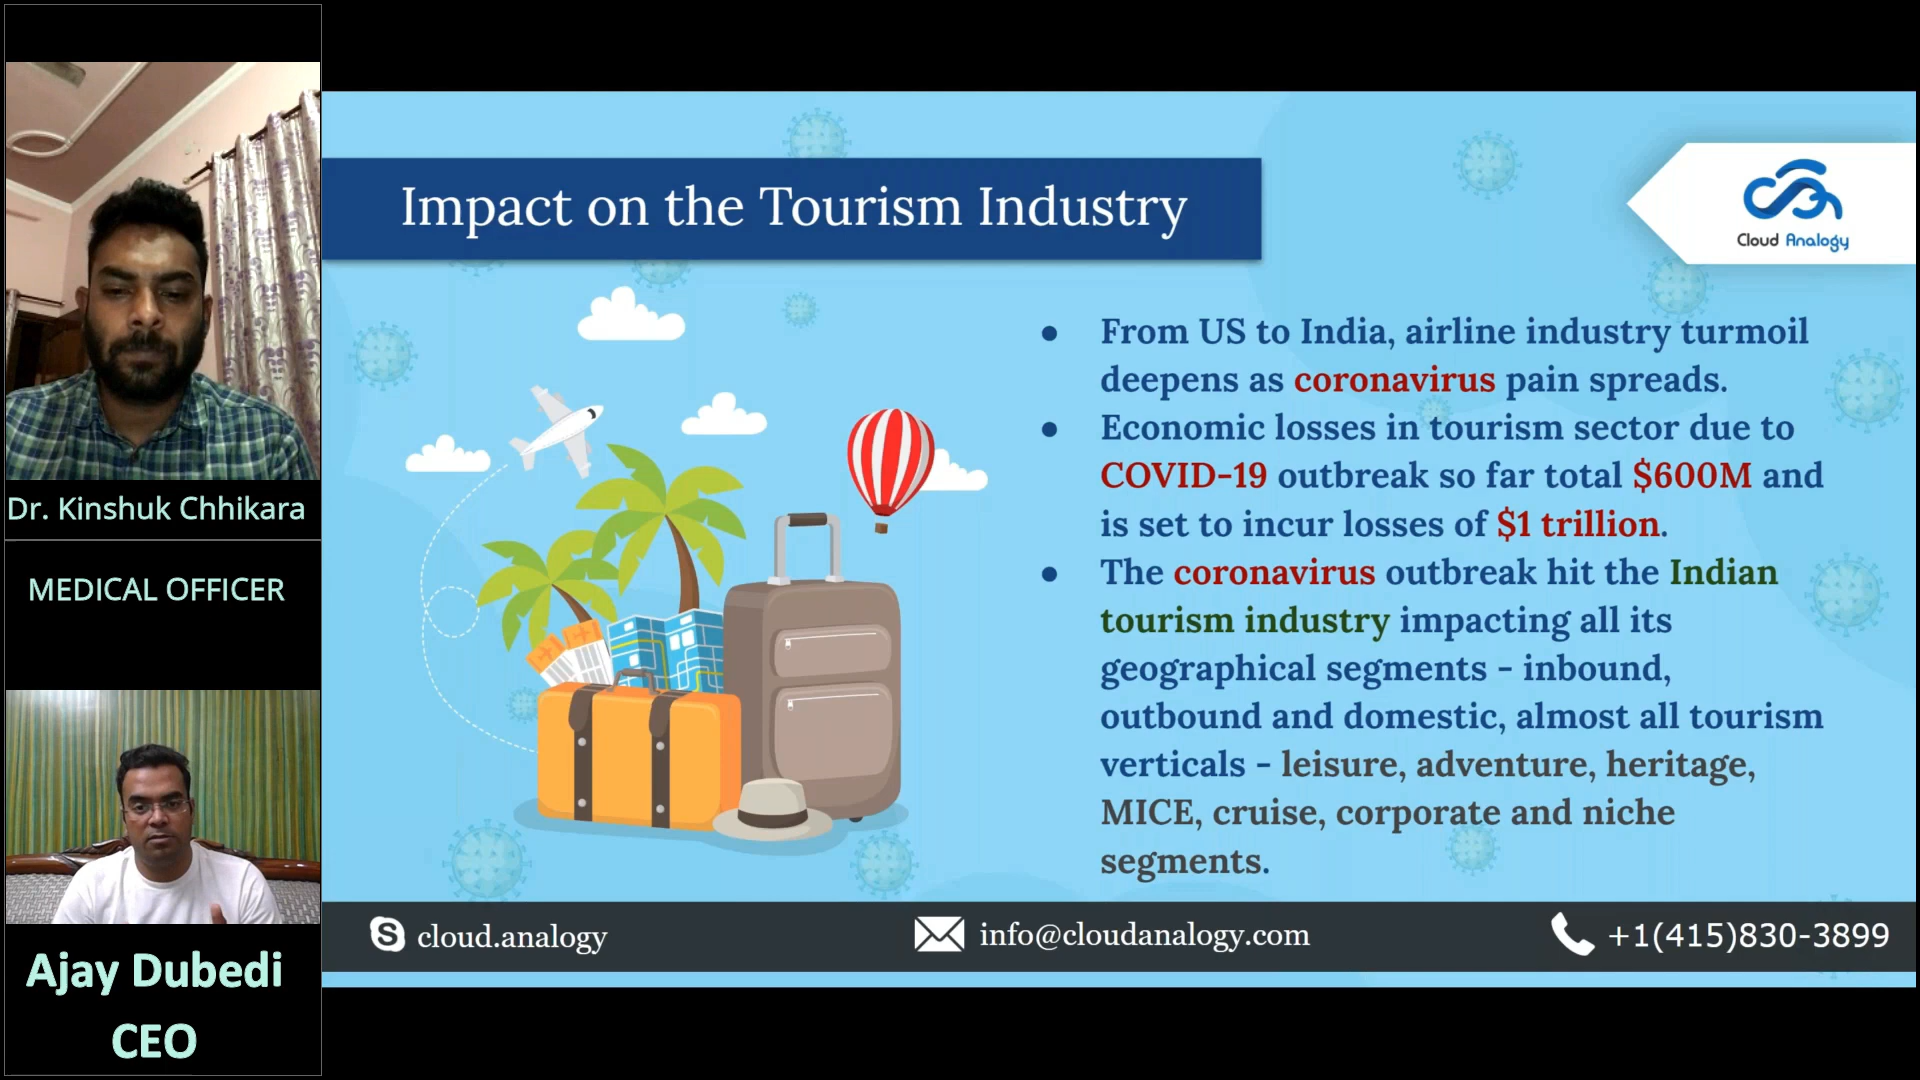 Dr. Kinshuk Chhikara
MEDICAL OFFICER
Ajay Dubedi
CEO
Impact on the Tourism Industry
Cloud Analogy
● From US to India, airline industry turmoil
deepens as coronavirus pain spreads.
● Economic losses in tourism sector due to
COVID-19 outbreak so far total $600M and
is set to incur losses of $1 trillion.
● The coronavirus outbreak hit the Indian
tourism industry impacting all its
geographical segments - inbound,
outbound and domestic, almost all tourism
verticals - leisure, adventure, heritage,
MICE, cruise, corporate and niche
segments.
cloud.analogy
info@cloudanalogy.com
+1(415)830-3899